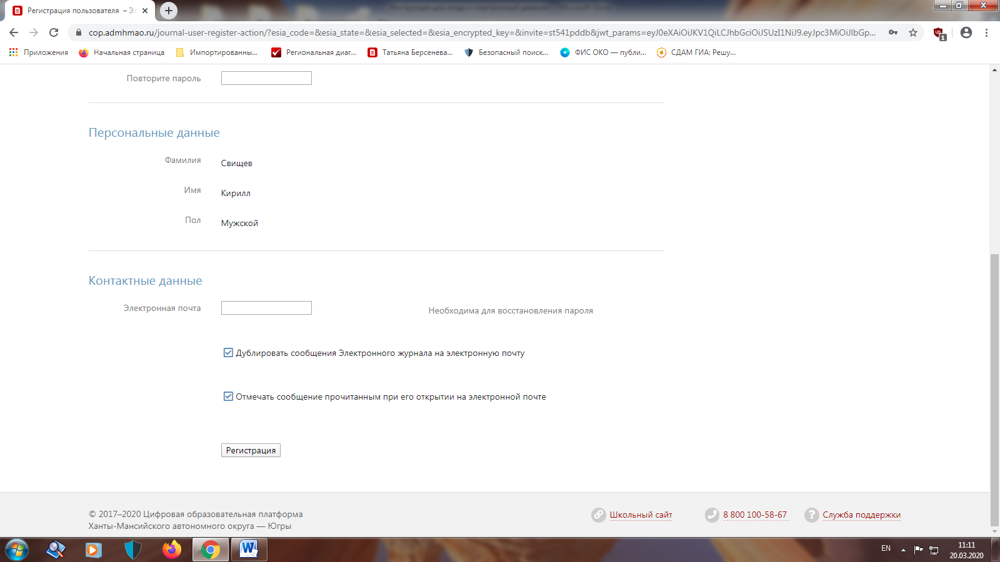 Регистрация пользователя – Эл
cop.admhmao.ru/journal-user-register-action/?esia_code=&esia_state=&esia_selected=&esia_encrypted_key=&invite=st541pddb&jwt_params=eyJ0eXAiOiJKV1QiLCJhbGciOiJSUzI1NiJ9.eyJpc3MiOiJIbGp...
1
Приложения Начальная страница Импортированны... Региональная диаг... Татьяна Берсенева... Безопасный поиск... ФИС ОКО — публи... СДАМ ГИА: Решу...
Повторите пароль
Персональные данные
Фамилия Свищев
Имя Кирилл
Пол Мужской
Контактные данные
Электронная почта Необходима для восстановления пароля
Дублировать сообщения Электронного журнала на электронную почту
Отмечать сообщение прочитанным при его открытии на электронной почте
Регистрация
© 2017–2020 Цифровая образовательная платформа
Ханты-Мансийского автономного округа — Югры
Школьный сайт 8 800 100-58-67 Служба поддержки
EN 11:11
20.03.2020